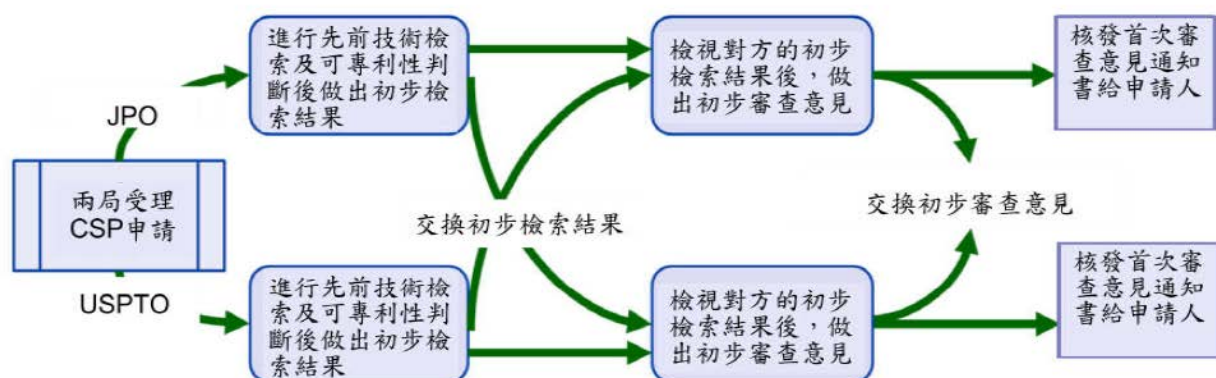 JPO
進行先前技術檢
索及可專利性判
斷後做出初步檢
索結果
檢視對方的初步
檢索結果後，做
出初步審查意見
核發首次審
查意見通知
書給申請人
兩局受理
CSP申請
交換初步檢索結果
交換初步審查意見
USPTO
進行先前技術檢
索及可專利性判
斷後做出初步檢
索結果
檢視對方的初步
檢索結果後，做
出初步審查意見
核發首次審
查意見通知
書給申請人